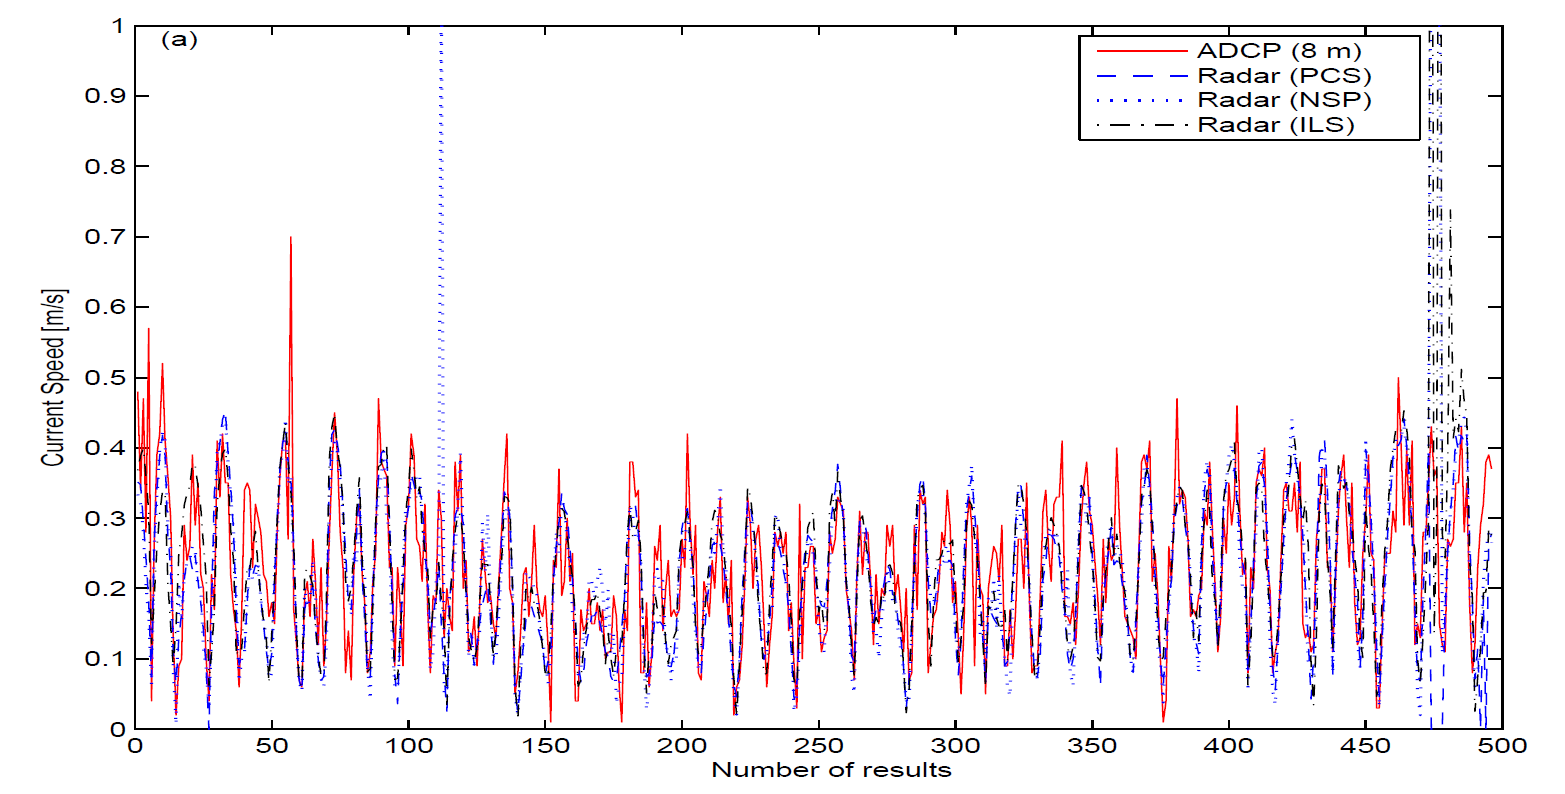 (a)
ADCP (8 m)
Radar (PCS)
Radar (NSP)
Radar (ILS)
Current Speed [m/s]
1
0.9
0.8
0.7
0.6
0.5
0.4
0.3
0.2
0.1
0
0 50 100 150 200 250 300 350 400 450 500
Number of results